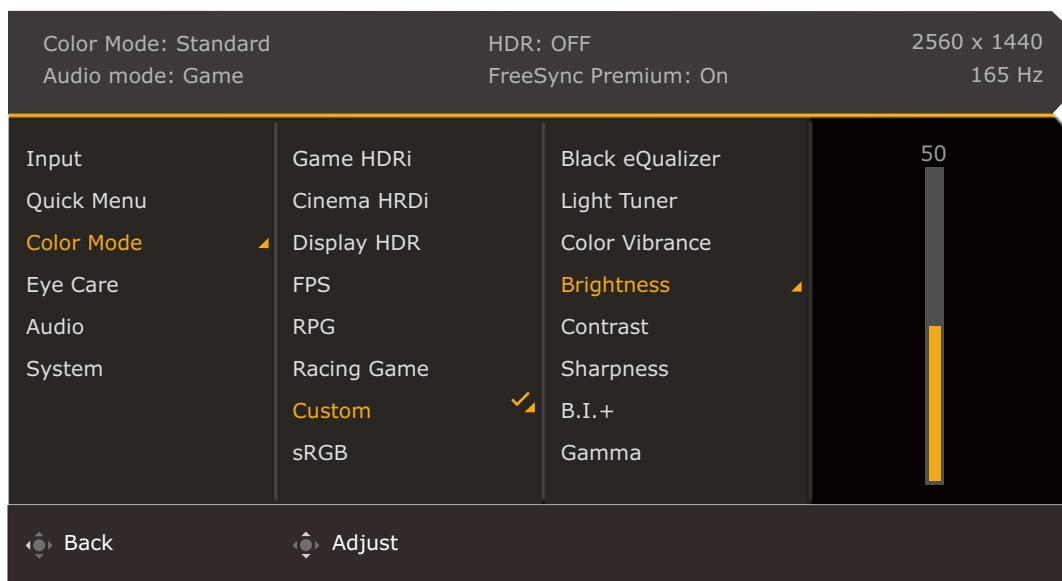 Color Mode: Standard
HDR: OFF
2560 x 1440
Audio mode: Game
FreeSync Premium: On
165 Hz
Input
Quick Menu
Color Mode
Eye Care
Audio
System
Game HDRi
Cinema HRDi
Display HDR
FPS
RPG
Racing Game
Custom
sRGB
Black eQualizer
Light Tuner
Color Vibrance
Brightness
Contrast
Sharpness
B.I.+
Gamma
50
Back
Adjust